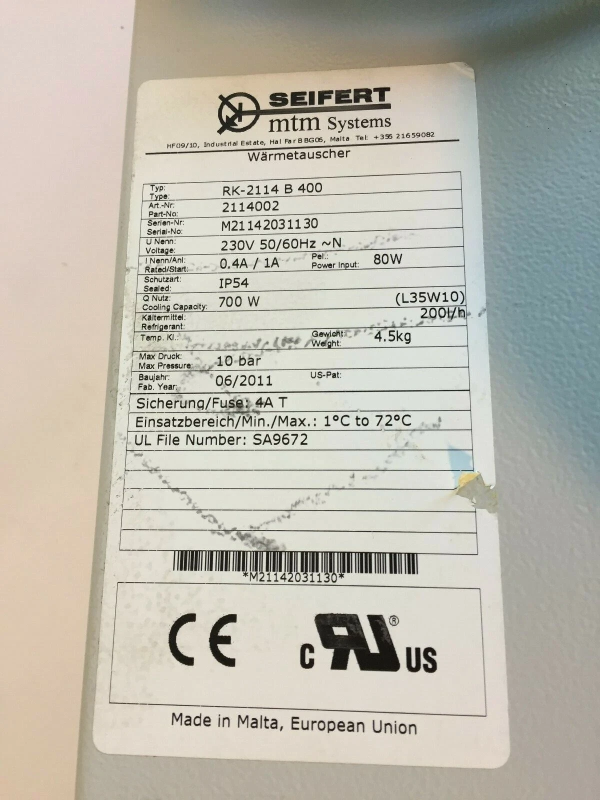 SEIFERT
mtm Systems
HF09/10, Industrial Estate, Hal Far BBG06, Malta Tel: +356 21659082
Wärmetauscher
Typ: Type: RK-2114 B 400
Art.-Nr: Part-No: 2114002
Serien-Nr: Serial-No: M21142031130
U Nenn: Voltage: 230V 50/60Hz ~N
I Nenn/Anl: Rated/Start: 0.4A / 1A Pel: Power Input: 80W
Schutzart: Sealed: IP54
Q Nutz: Cooling Capacity: 700 W (L35W10)
Kältermittel: Refrigerant: 200l/h
Temp. Kl.: Gewicht: Weight: 4.5kg
Max Druck: Max Pressure: 10 bar
Baujahr: Fab. Year: 06/2011 US-Pat:
Sicherung/Fuse: 4A T
Einsatzbereich/Min./Max.: 1°C to 72°C
UL File Number: SA9672
*M21142031130*
CE
C RU ® US
Made in Malta, European Union